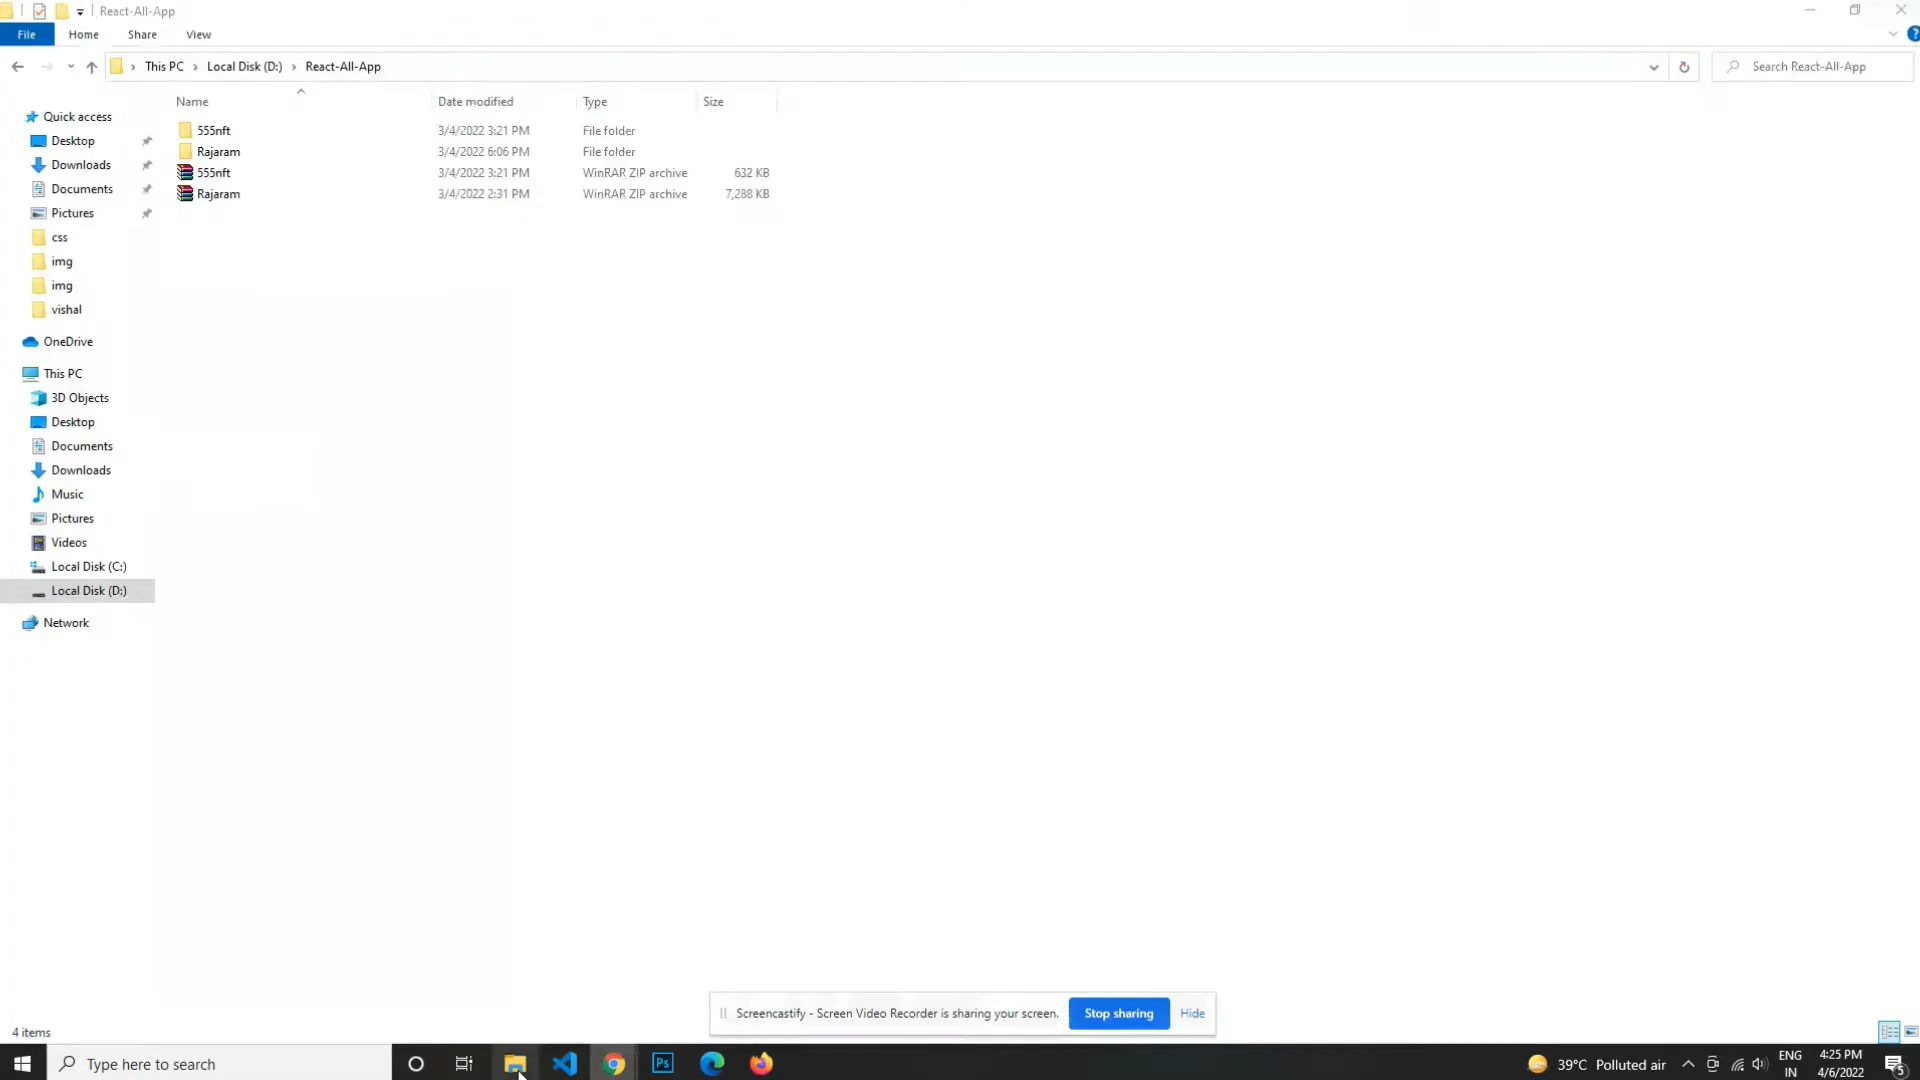 React-All-App
File Home Share View
This PC Local Disk (D:) React-All-App
Search React-All-App
Name Date modified Type Size
555nft 3/4/2022 3:21 PM File folder
Rajaram 3/4/2022 6:06 PM File folder
555nft 3/4/2022 3:21 PM WinRAR ZIP archive 632 KB
Rajaram 3/4/2022 2:31 PM WinRAR ZIP archive 7,288 KB
Quick access
Desktop
Downloads
Documents
Pictures
css
img
img
vishal
OneDrive
This PC
3D Objects
Desktop
Documents
Downloads
Music
Pictures
Videos
Local Disk (C:)
Local Disk (D:)
Network
Screencastify - Screen Video Recorder is sharing your screen. Stop sharing Hide
4 items
Type here to search
Ps
39°C Polluted air
ENG
IN
4:25 PM
4/6/2022
5